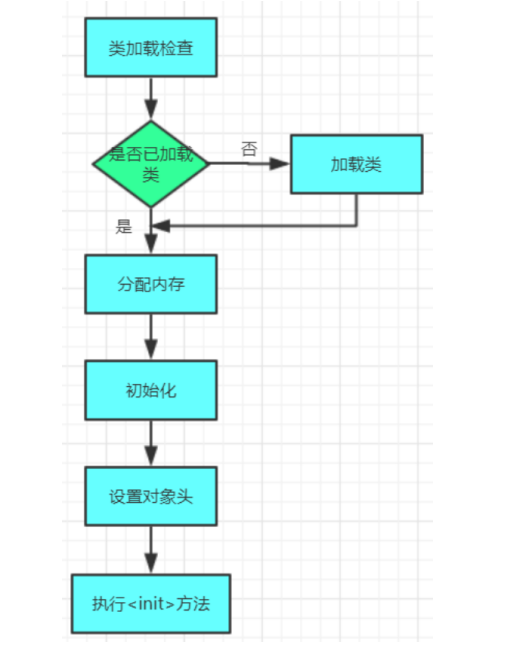 类加载检查
是否已加载
类
否
加载类
是
分配内存
初始化
设置对象头
执行<init>方法